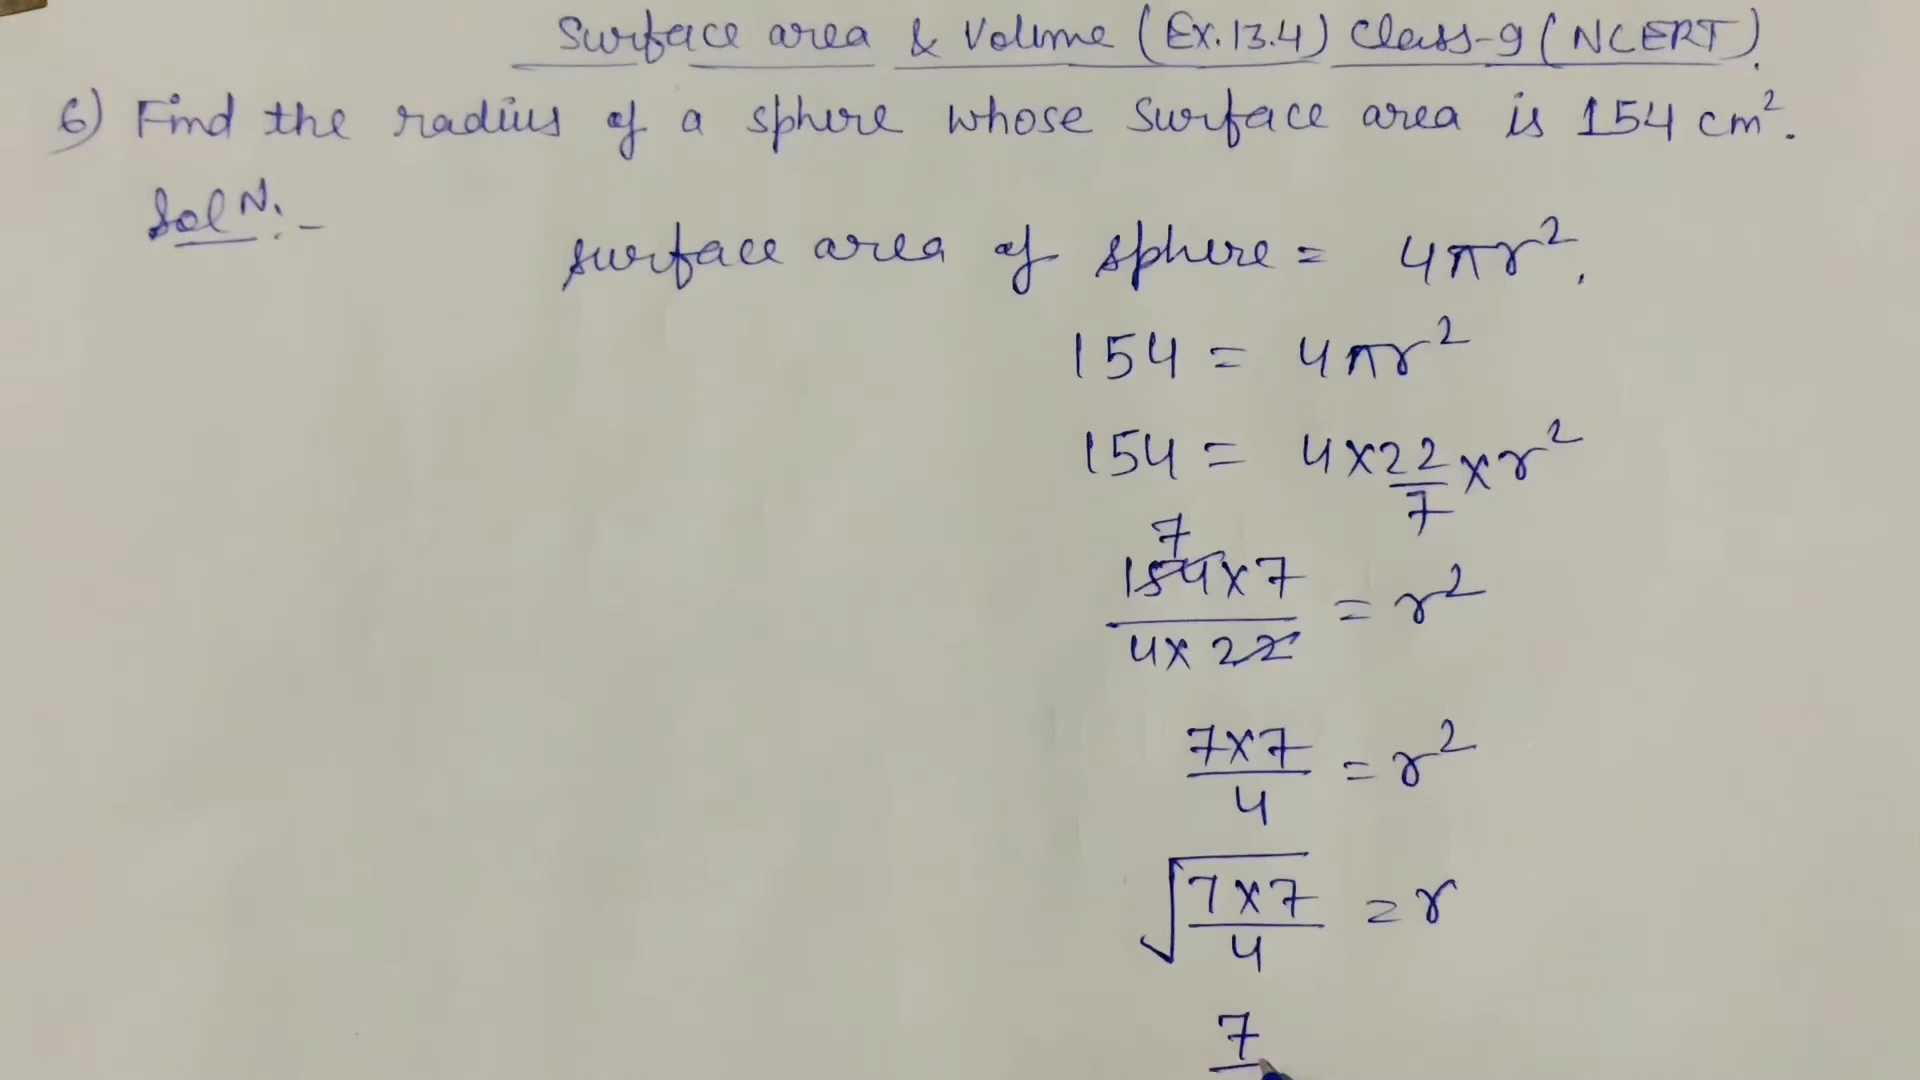 Surface area & Volume (Ex.13.4) Class-9 (NCERT).
6) Find the radius of a sphere whose surface area is 154 cm².
SolN:-
surface area of sphere = 4πr².
154 = 4πr²
154 = 4×22/7×r²
7
154×7/4×22 = r²
7×7/4 = r²
√7×7/4 = r
7